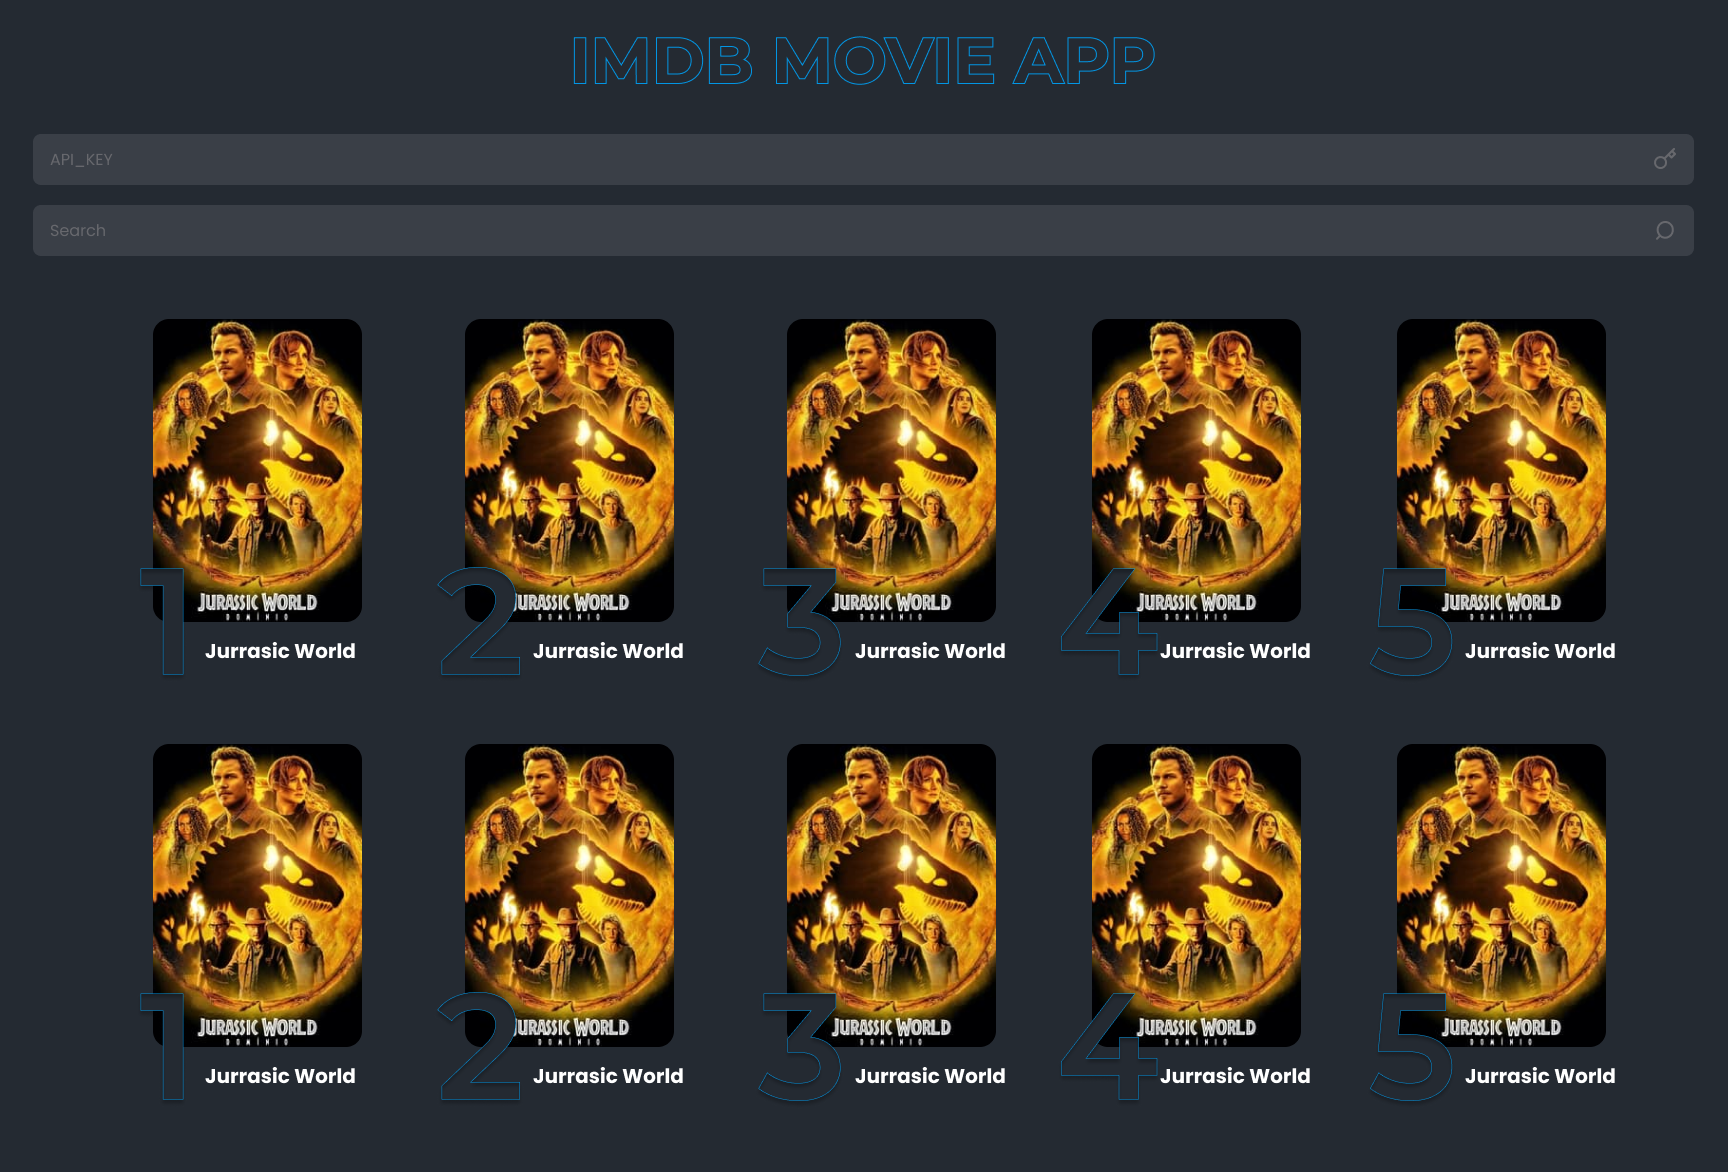 IMDB MOVIE APP
API_KEY
Search
JURASSIC WORLD JURASSIC WORLD JURASSIC WORLD JURASSIC WORLD JURASSIC WORLD
DOMÍNIO DOMÍNIO DOMÍNIO DOMÍNIO DOMÍNIO
1 Jurrasic World 2 Jurrasic World 3 Jurrasic World 4 Jurrasic World 5 Jurrasic World
JURASSIC WORLD JURASSIC WORLD JURASSIC WORLD JURASSIC WORLD JURASSIC WORLD
DOMÍNIO DOMÍNIO DOMÍNIO DOMÍNIO DOMÍNIO
1 Jurrasic World 2 Jurrasic World 3 Jurrasic World 4 Jurrasic World 5 Jurrasic World